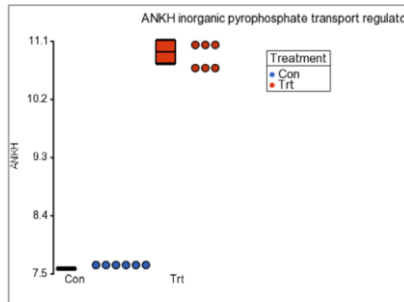 ANKH inorganic pyrophosphate transport regulato
11.1
Treatment
Con
Trt
10.2
ANKH
9.3
8.4
7.5
Con
Trt